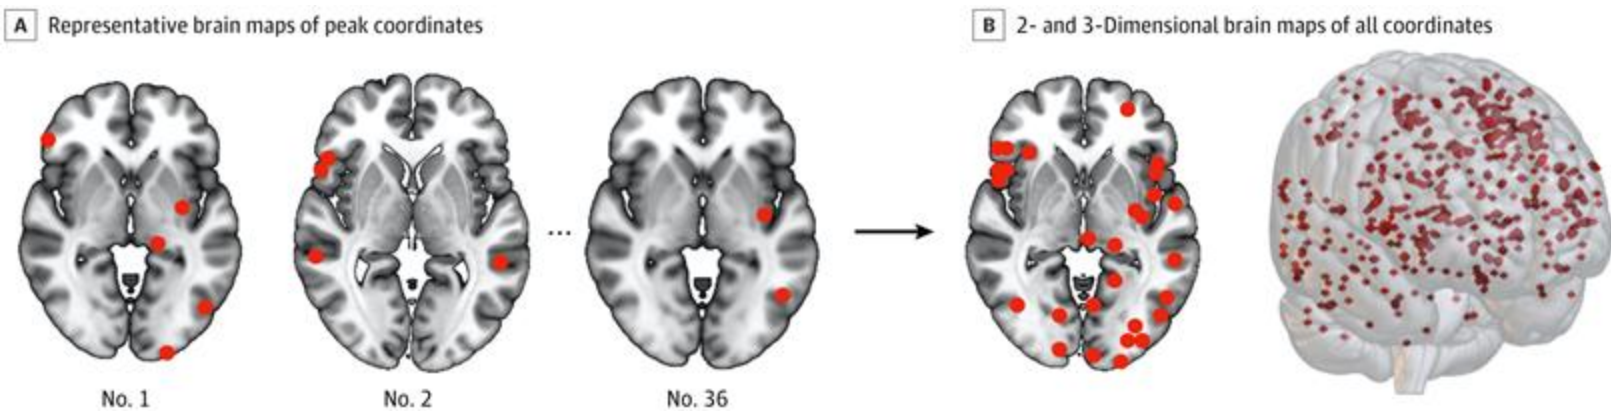 A Representative brain maps of peak coordinates
B 2- and 3-Dimensional brain maps of all coordinates
...
No. 1
No. 2
No. 36